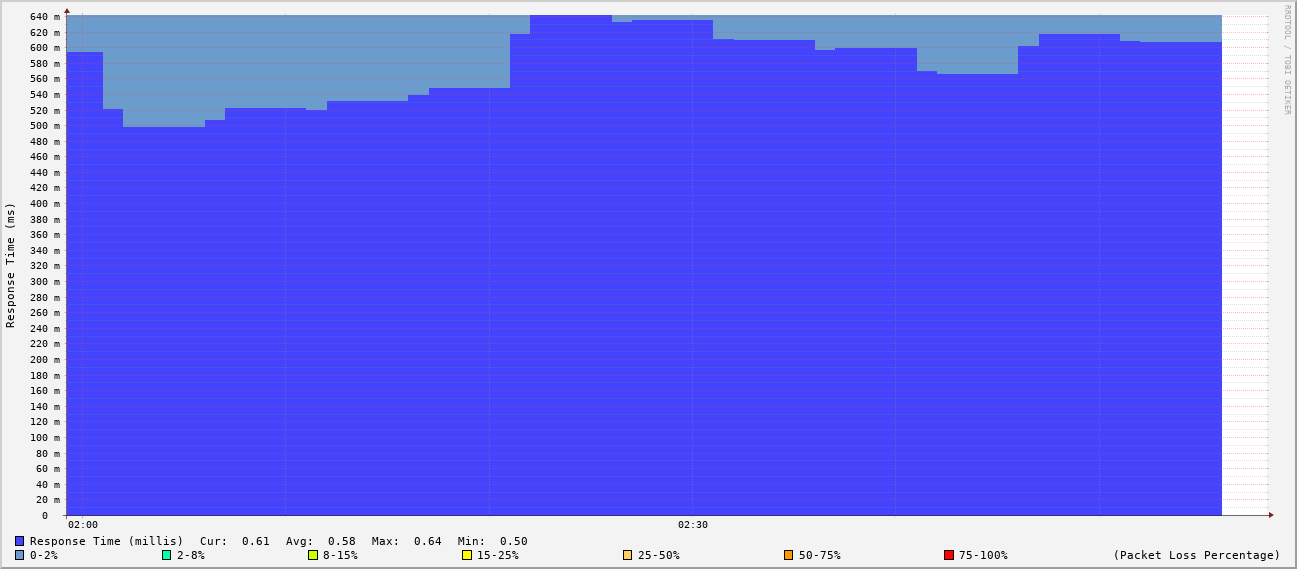 640 m
620 m
600 m
580 m
560 m
540 m
520 m
500 m
480 m
460 m
440 m
420 m
400 m
380 m
360 m
340 m
320 m
300 m
280 m
260 m
240 m
220 m
200 m
180 m
160 m
140 m
120 m
100 m
80 m
60 m
40 m
20 m
0
Response Time (ms)
RRDTOOL / TOBI OETIKER
02:00 02:30
Response Time (millis) Cur: 0.61 Avg: 0.58 Max: 0.64 Min: 0.50
0-2% 2-8% 8-15% 15-25% 25-50% 50-75% 75-100% (Packet Loss Percentage)